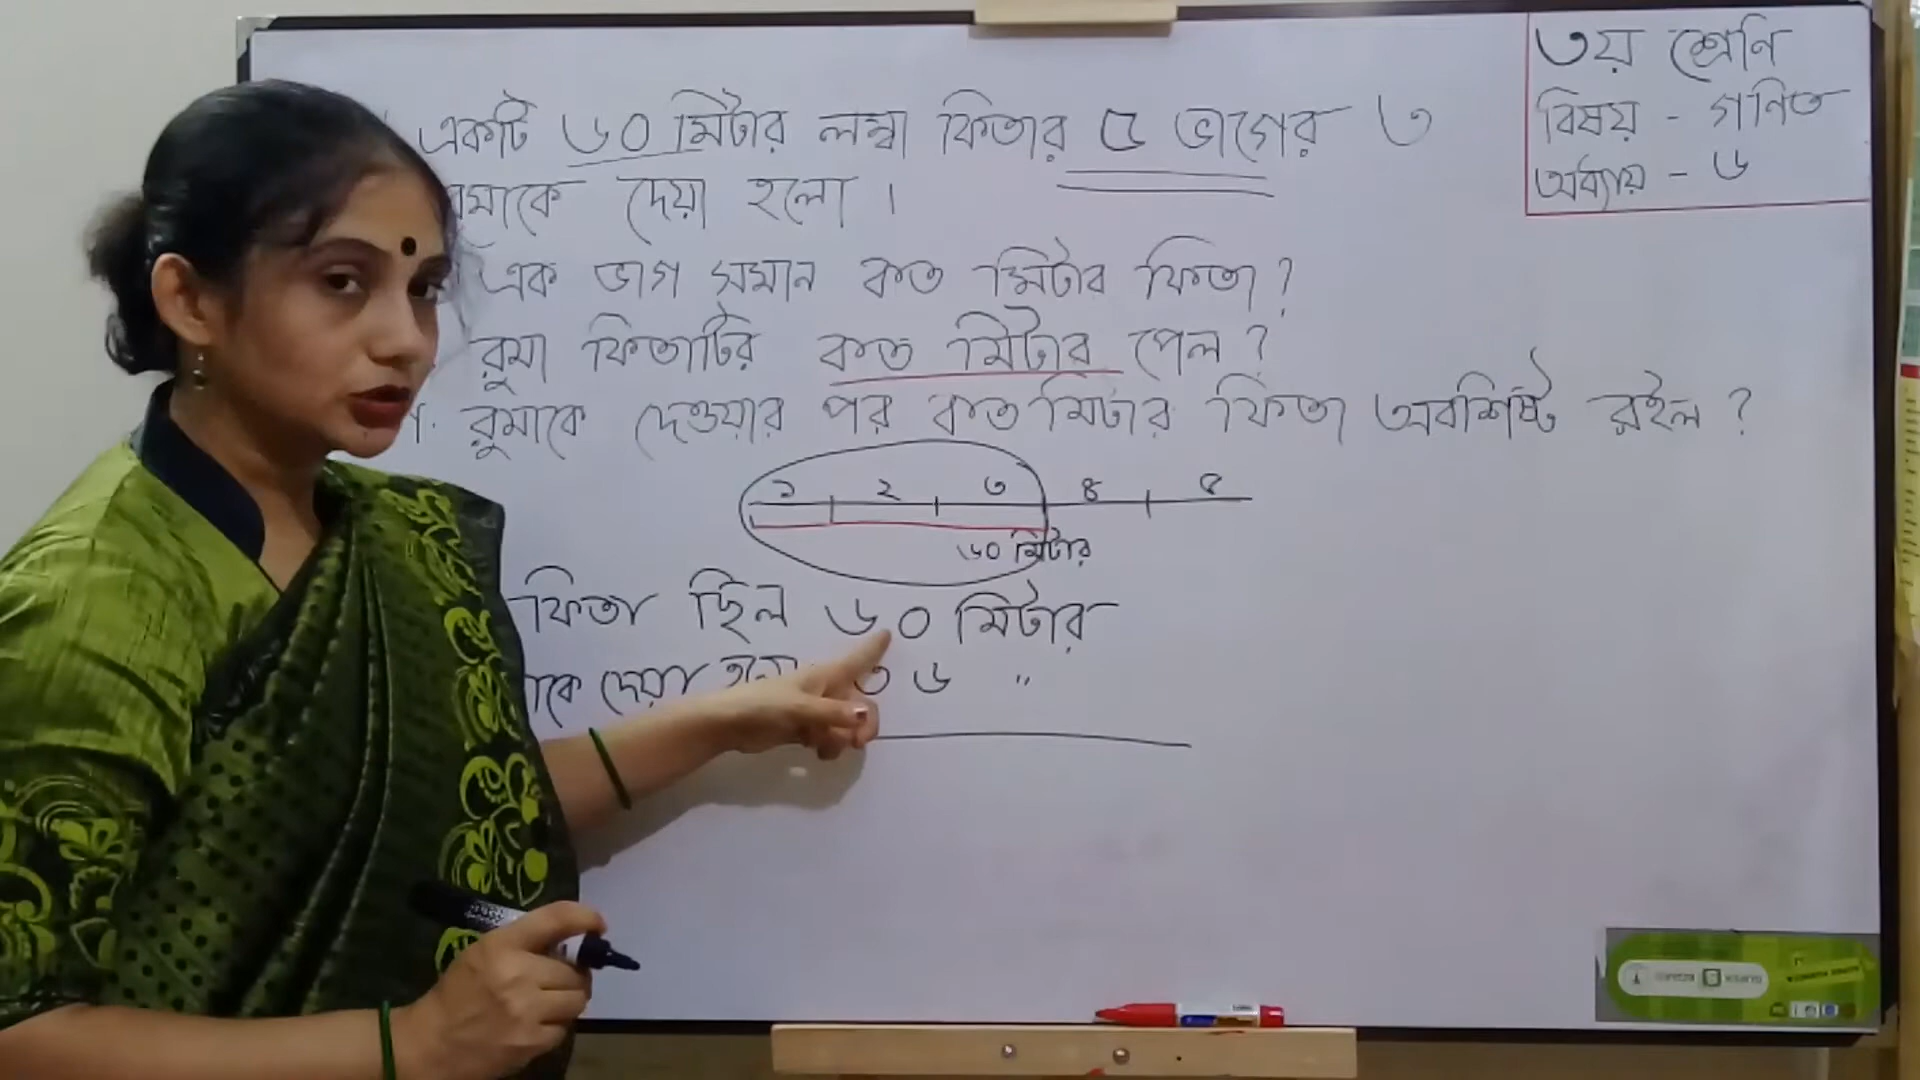 একটি ৬০ মিটার লম্বা ফিতার ৫ ভাগের ৩
দেয়া হলো ।
এক ভাগ সমান কত মিটার ফিতা ?
রুমা ফিতাটির কত মিটার পেল ?
রুমাকে দেওয়ার পর কত মিটার ফিতা অবশিষ্ট রইল ?
১ ২ ৩ ৪ ৫
৬০ মিটার
ফিতা ছিল ৬০ মিটার
দেয়া হলো ৩৬ "
৩য় শ্রেনি
বিষয় - গনিত
অধ্যায় - ৬